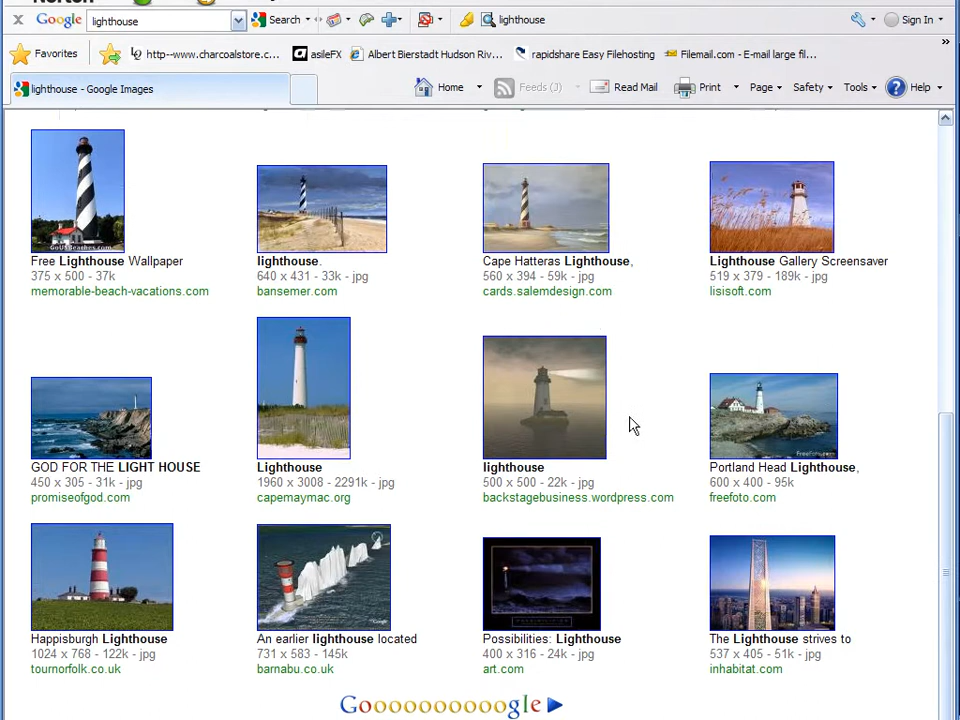 Norton
Google lighthouse Search lighthouse Sign In
Favorites http--www.charcoalstore.c... asileFX Albert Bierstadt Hudson Riv... rapidshare Easy Filehosting Filemail.com - E-mail large fil... »
lighthouse - Google Images Home Feeds (J) Read Mail Print Page Safety Tools Help
GoUSBeaches.com
Free Lighthouse Wallpaper
375 x 500 - 37k
memorable-beach-vacations.com
lighthouse.
640 x 431 - 33k - jpg
bansemer.com
Cape Hatteras Lighthouse,
560 x 394 - 59k - jpg
cards.salemdesign.com
Lighthouse Gallery Screensaver
519 x 379 - 189k - jpg
lisisoft.com
GOD FOR THE LIGHT HOUSE
450 x 305 - 31k - jpg
promiseofgod.com
Lighthouse
1960 x 3008 - 2291k - jpg
capemaymac.org
lighthouse
500 x 500 - 22k - jpg
backstagebusiness.wordpress.com
FreeFoto.com
Portland Head Lighthouse,
600 x 400 - 95k
freefoto.com
Happisburgh Lighthouse
1024 x 768 - 122k - jpg
tournorfolk.co.uk
An earlier lighthouse located
700 x 583 - 145k
barnabu.co.uk
POSSIBILITIES
Possibilities: Lighthouse
400 x 316 - 24k - jpg
art.com
The Lighthouse strives to
537 x 405 - 51k - jpg
inhabitat.com
Goooooooooogle